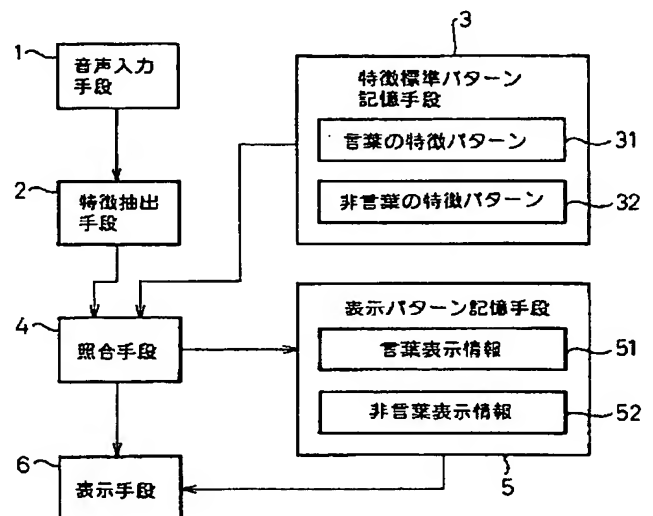 1
音声入力
手段
2
特徴抽出
手段
3
特徴標準パターン
記憶手段
言葉の特徴パターン
31
非言葉の特徴パターン
32
4
照合手段
表示パターン記憶手段
言葉表示情報
51
非言葉表示情報
52
5
6
表示手段